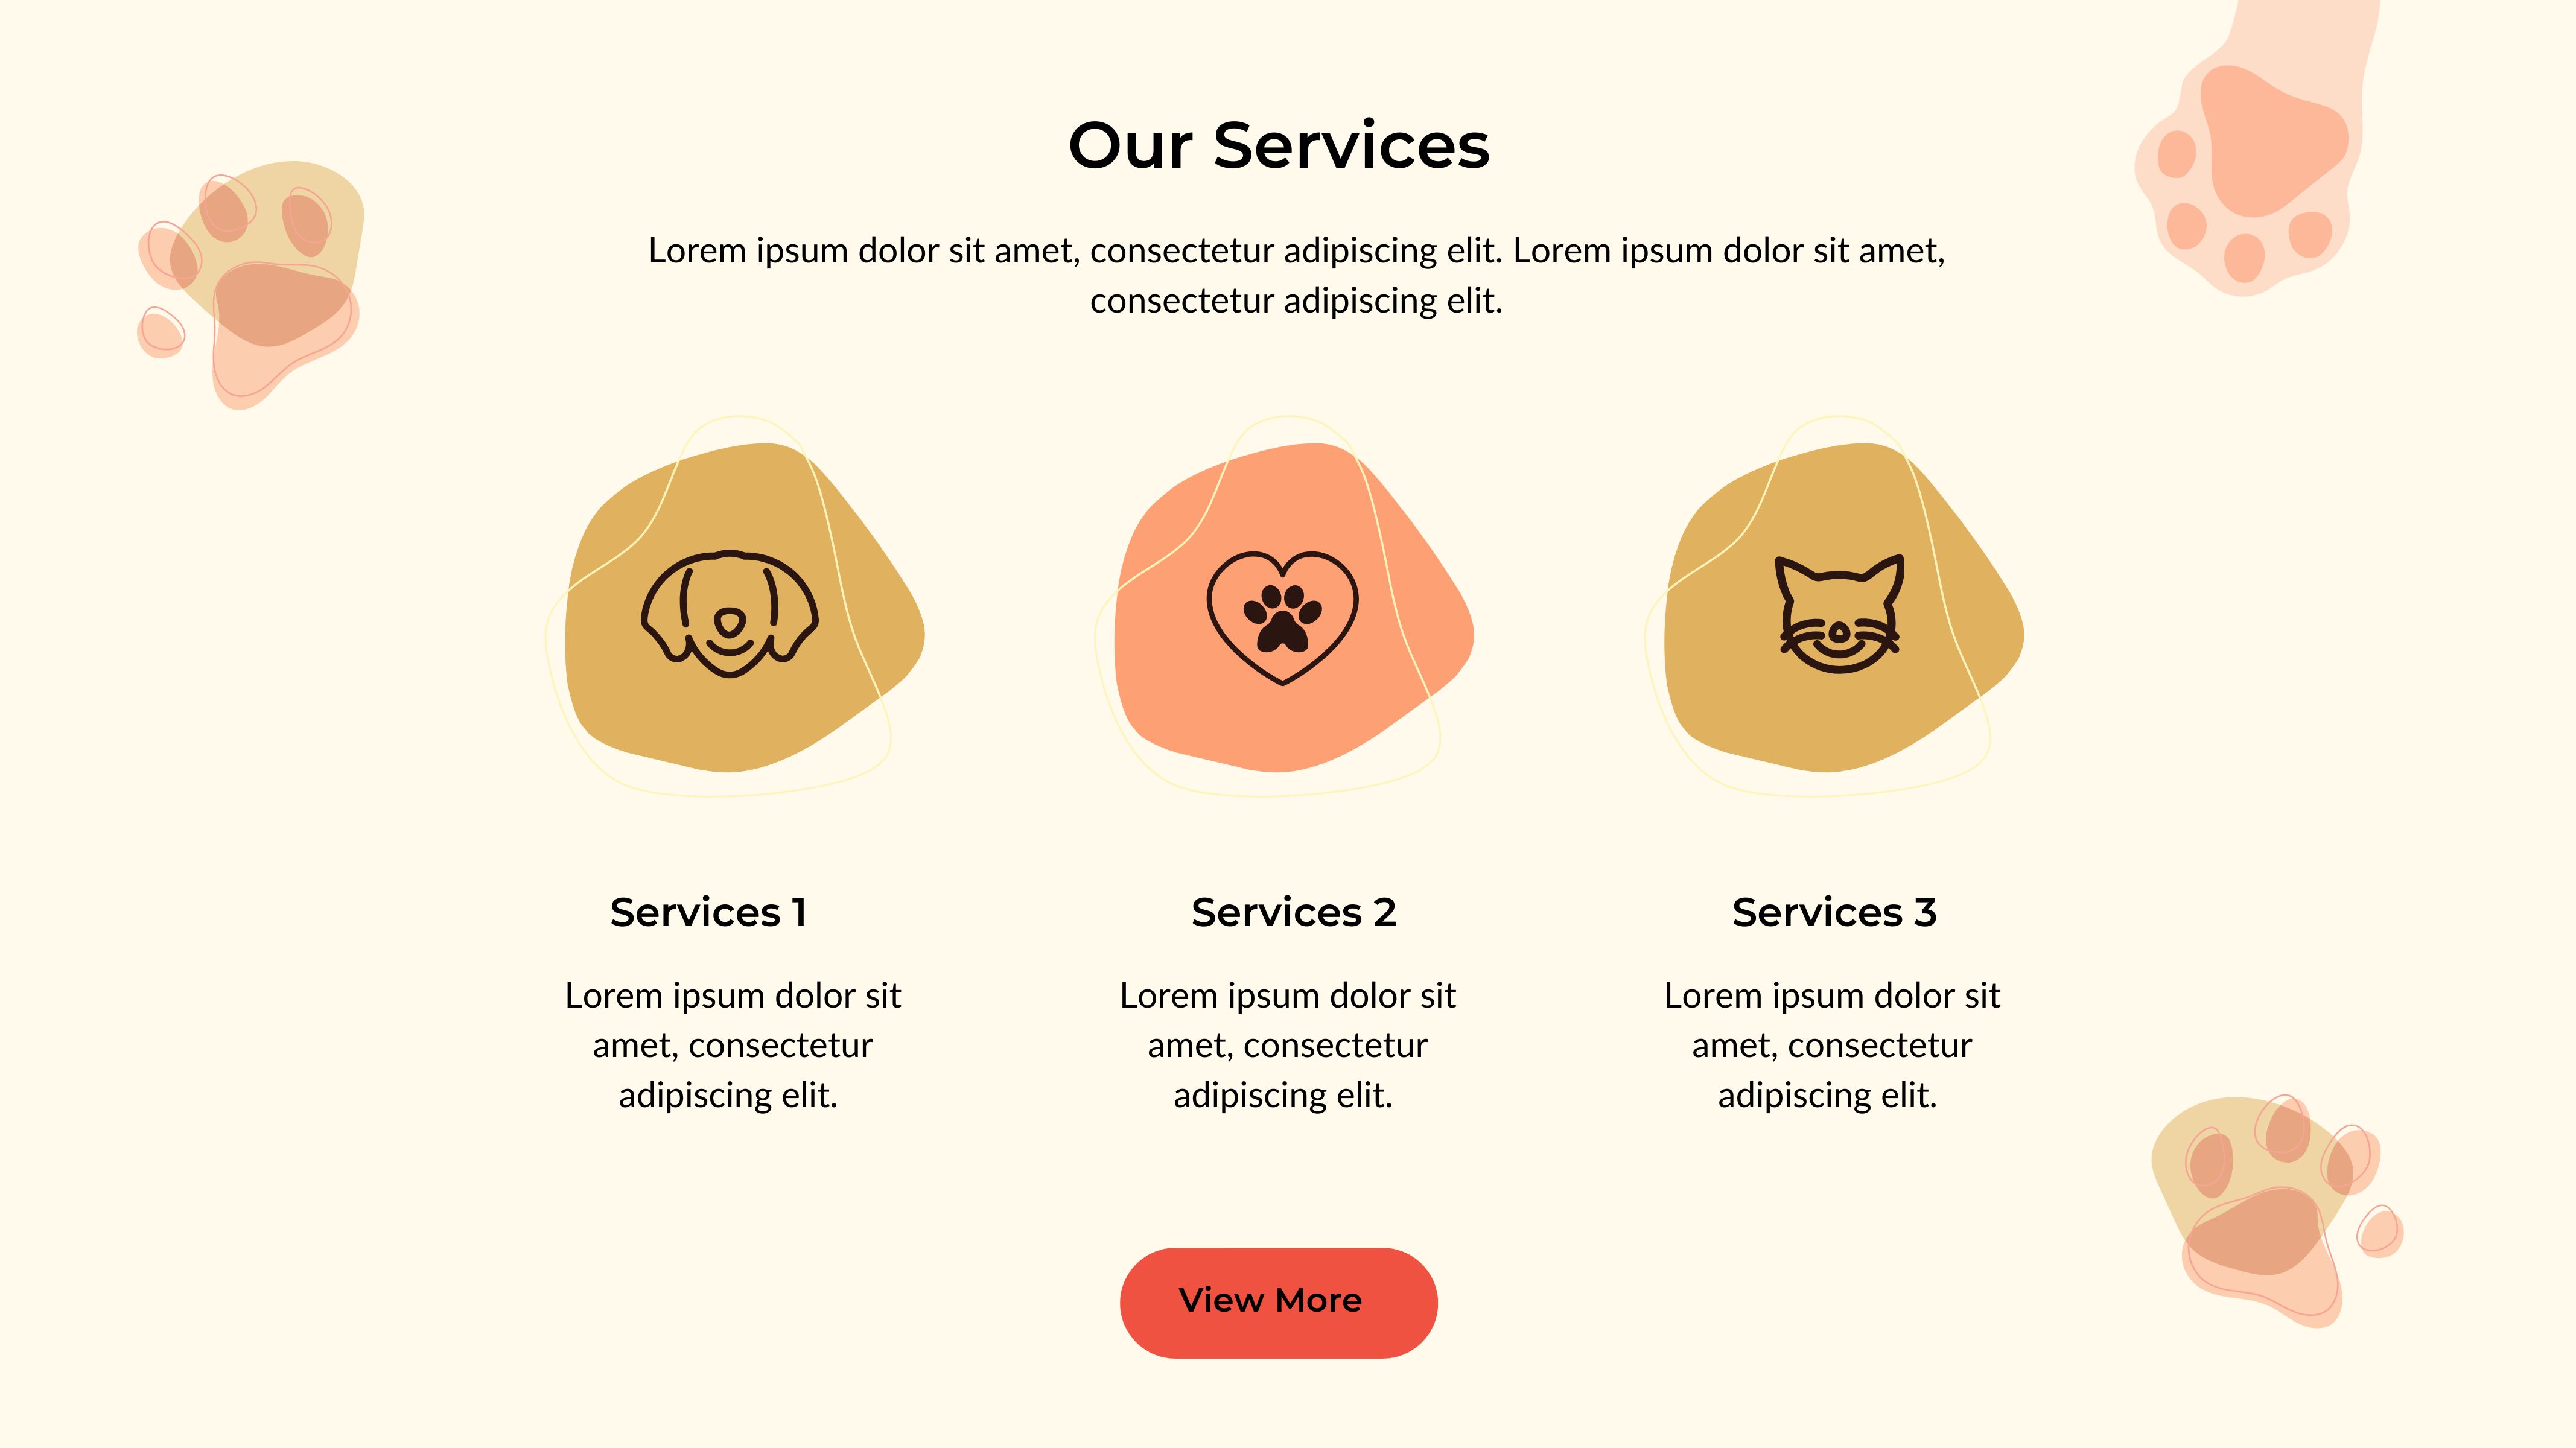 Our Services
Lorem ipsum dolor sit amet, consectetur adipiscing elit. Lorem ipsum dolor sit amet,
consectetur adipiscing elit.
Services 1
Lorem ipsum dolor sit
amet, consectetur
adipiscing elit.
Services 2
Lorem ipsum dolor sit
amet, consectetur
adipiscing elit.
Services 3
Lorem ipsum dolor sit
amet, consectetur
adipiscing elit.
View More